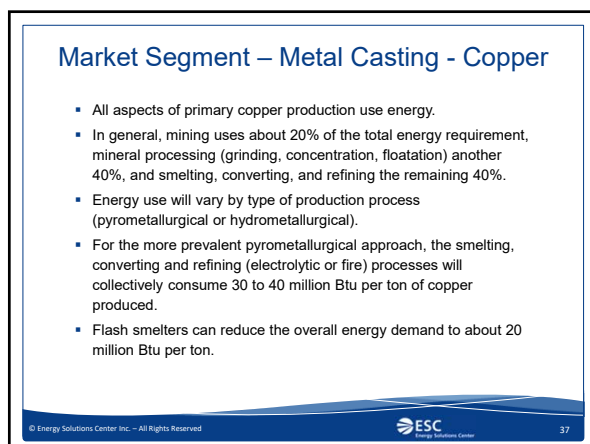 Market Segment – Metal Casting - Copper
▪ All aspects of primary copper production use energy.
▪ In general, mining uses about 20% of the total energy requirement,
mineral processing (grinding, concentration, floatation) another
40%, and smelting, converting, and refining the remaining 40%.
▪ Energy use will vary by type of production process
(pyrometallurgical or hydrometallurgical).
▪ For the more prevalent pyrometallurgical approach, the smelting,
converting and refining (electrolytic or fire) processes will
collectively consume 30 to 40 million Btu per ton of copper
produced.
▪ Flash smelters can reduce the overall energy demand to about 20
million Btu per ton.
© Energy Solutions Center Inc. – All Rights Reserved
ESC
Energy Solutions Center
37